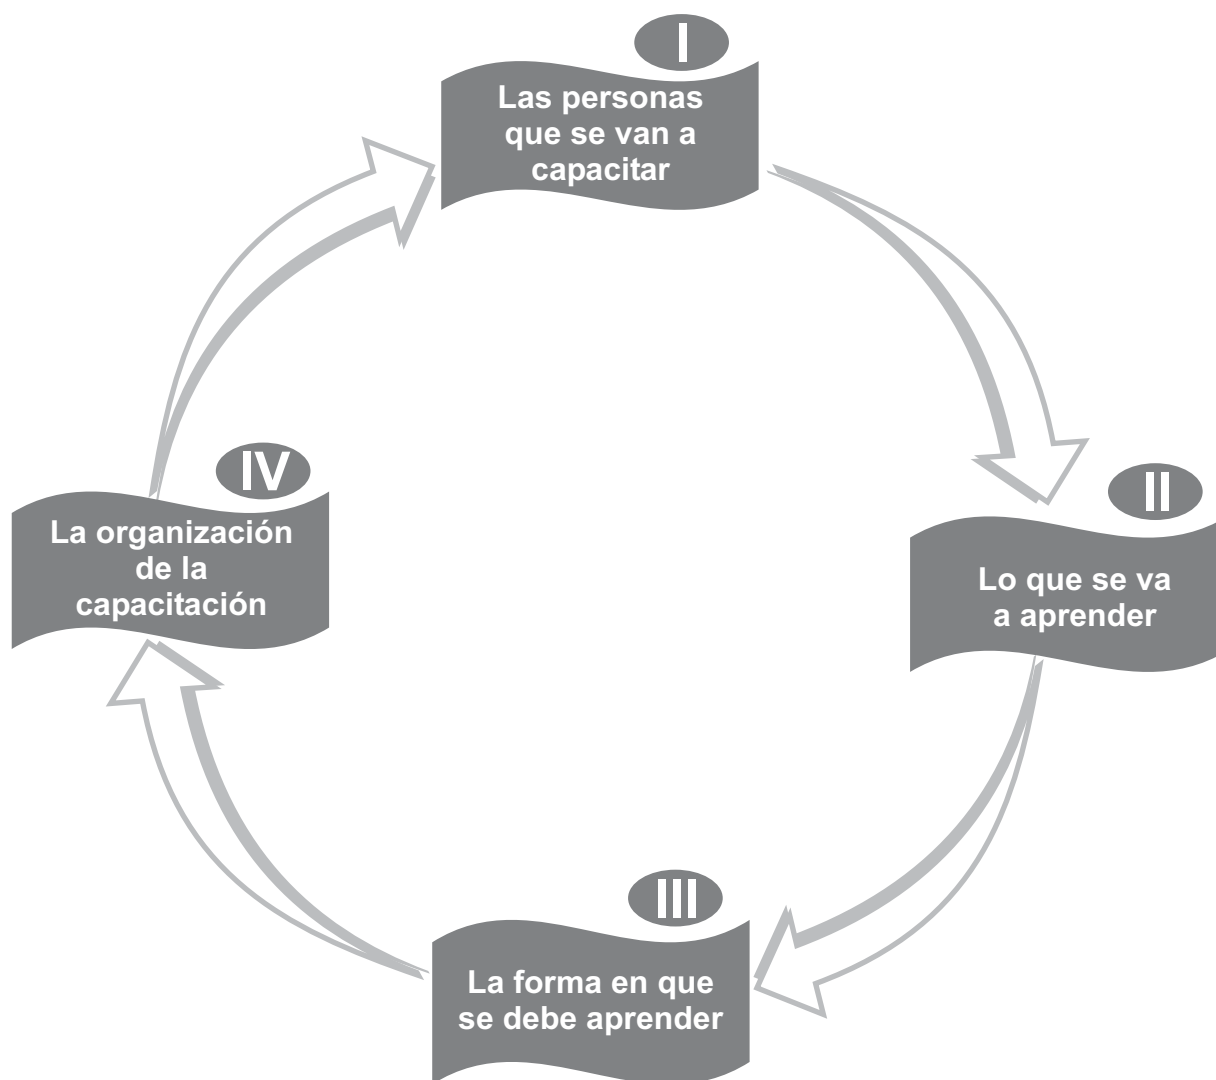 I
Las personas
que se van a
capacitar
II
Lo que se va
a aprender
III
La forma en que
se debe aprender
IV
La organización
de la
capacitación